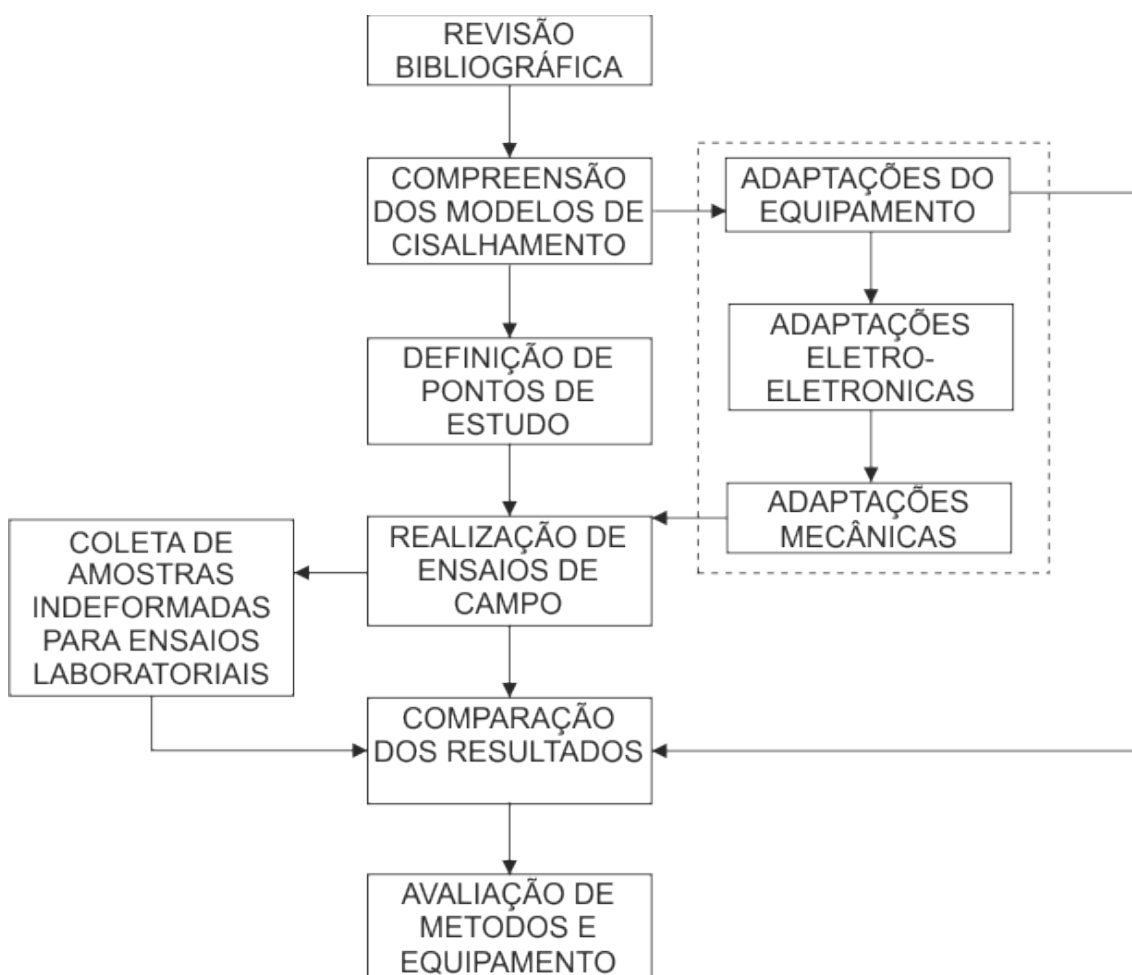 REVISÃO
BIBLIOGRÁFICA
COMPREENSÃO
DOS MODELOS DE
CISALHAMENTO
ADAPTAÇÕES DO
EQUIPAMENTO
ADAPTAÇÕES
ELETRO-
ELETRONICAS
DEFINIÇÃO DE
PONTOS DE
ESTUDO
ADAPTAÇÕES
MECÂNICAS
REALIZAÇÃO DE
ENSAIOS DE
CAMPO
COLETA DE
AMOSTRAS
INDEFORMADAS
PARA ENSAIOS
LABORATORIAIS
COMPARAÇÃO
DOS RESULTADOS
AVALIAÇÃO DE
METODOS E
EQUIPAMENTO